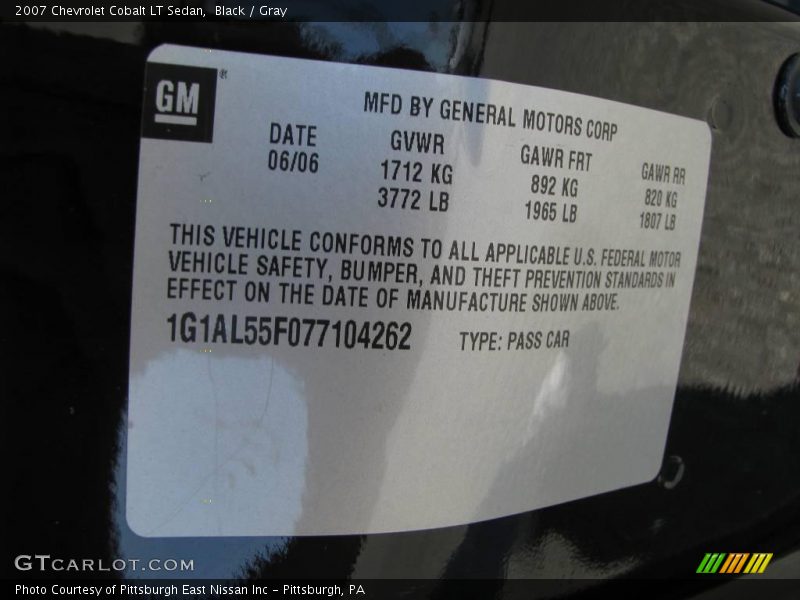 2007 Chevrolet Cobalt LT Sedan,  Black / Gray
GM®
MFD BY GENERAL MOTORS CORP
DATE GVWR GAWR FRT GAWR RR
06/06 1712 KG 892 KG 820 KG
3772 LB 1965 LB 1807 LB
THIS VEHICLE CONFORMS TO ALL APPLICABLE U.S. FEDERAL MOTOR
VEHICLE SAFETY, BUMPER, AND THEFT PREVENTION STANDARDS IN
EFFECT ON THE DATE OF MANUFACTURE SHOWN ABOVE.
1G1AL55F077104262 TYPE: PASS CAR
GTCARLOT.COM
Photo Courtesy of Pittsburgh East Nissan Inc - Pittsburgh, PA